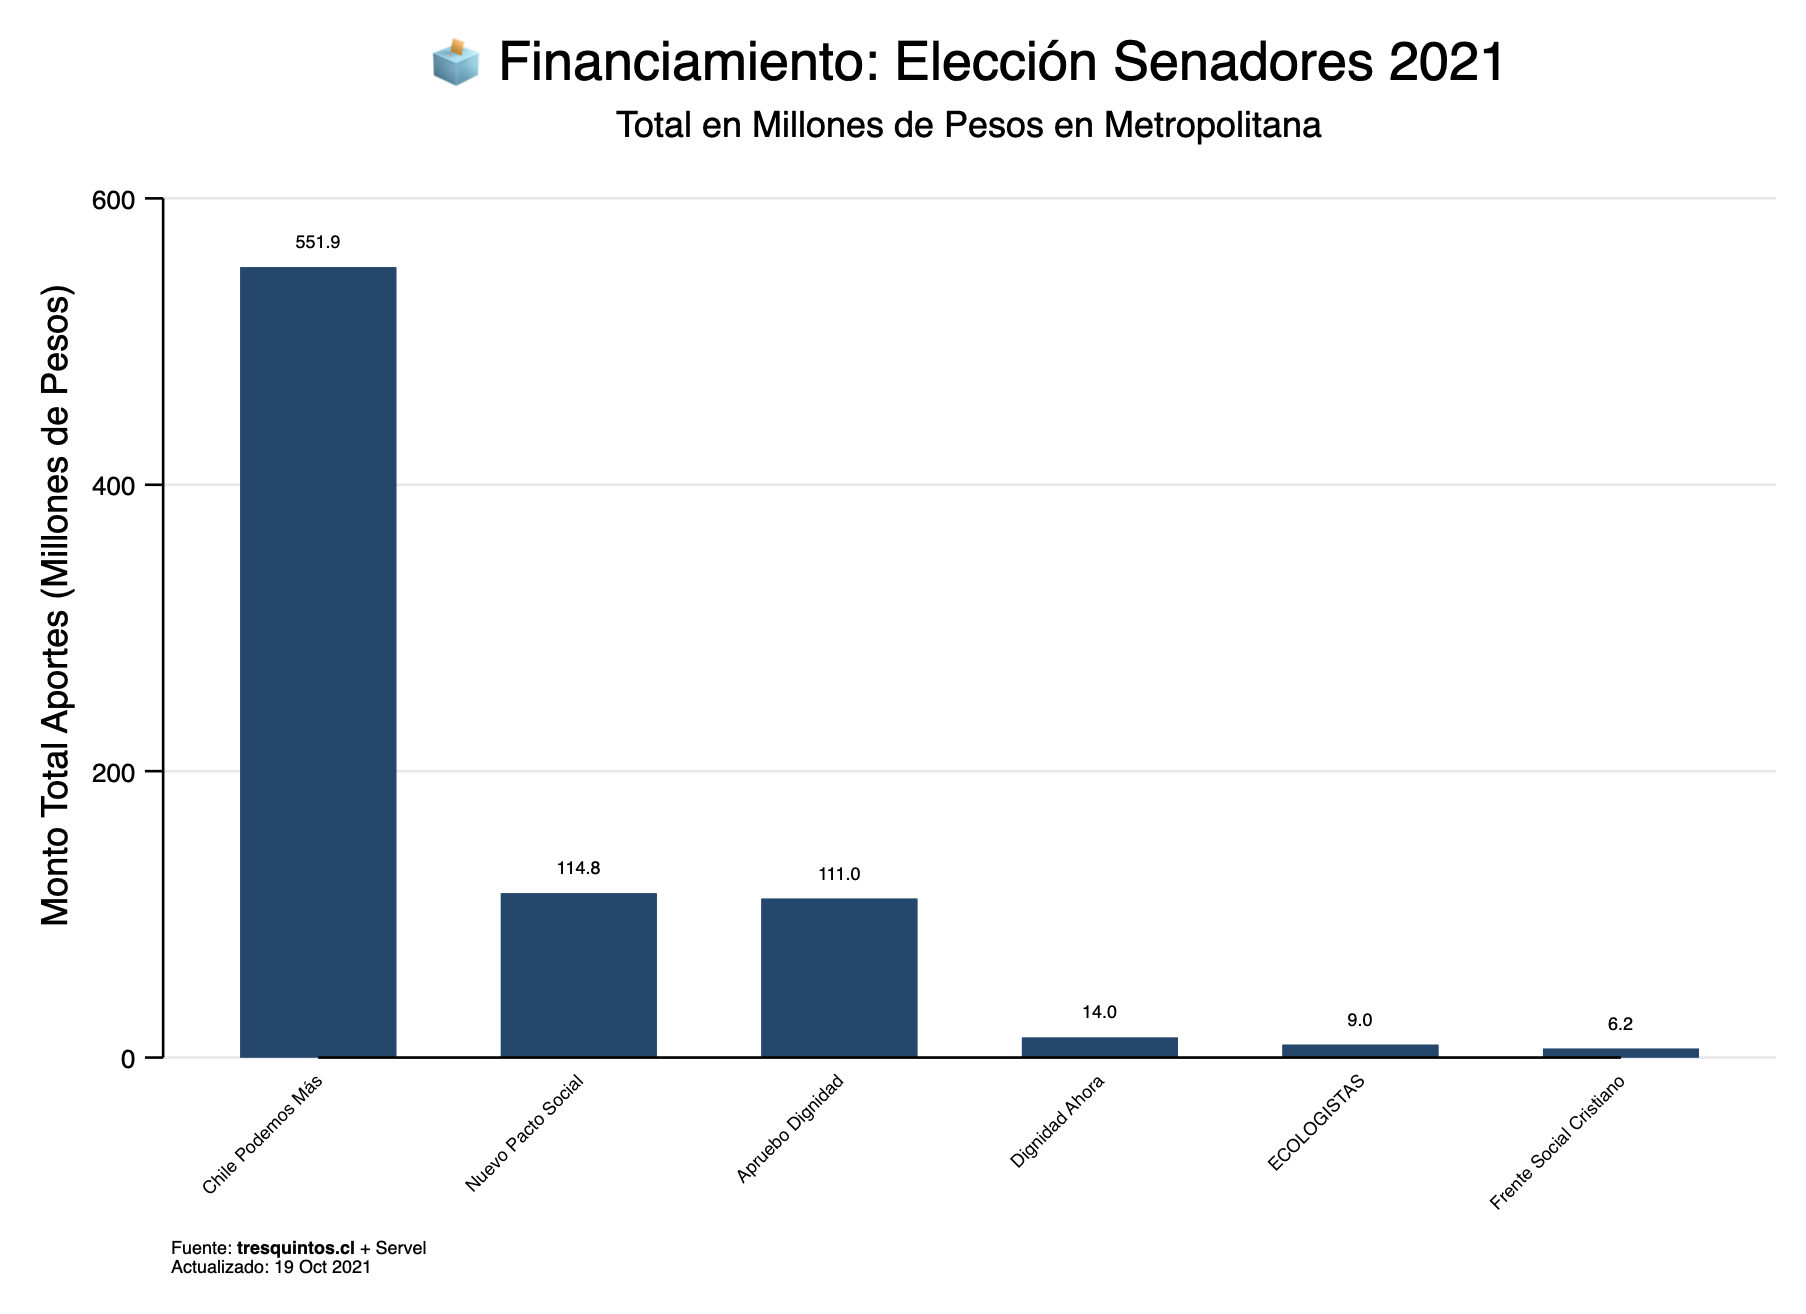 Financiamiento: Elección Senadores 2021
Total en Millones de Pesos en Metropolitana
Monto Total Aportes (Millones de Pesos)
600
400
200
0
551.9
114.8
111.0
14.0
9.0
6.2
Chile Podemos Más
Nuevo Pacto Social
Apruebo Dignidad
Dignidad Ahora
ECOLOGISTAS
Frente Social Cristiano
Fuente: tresquintos.cl + Servel
Actualizado: 19 Oct 2021